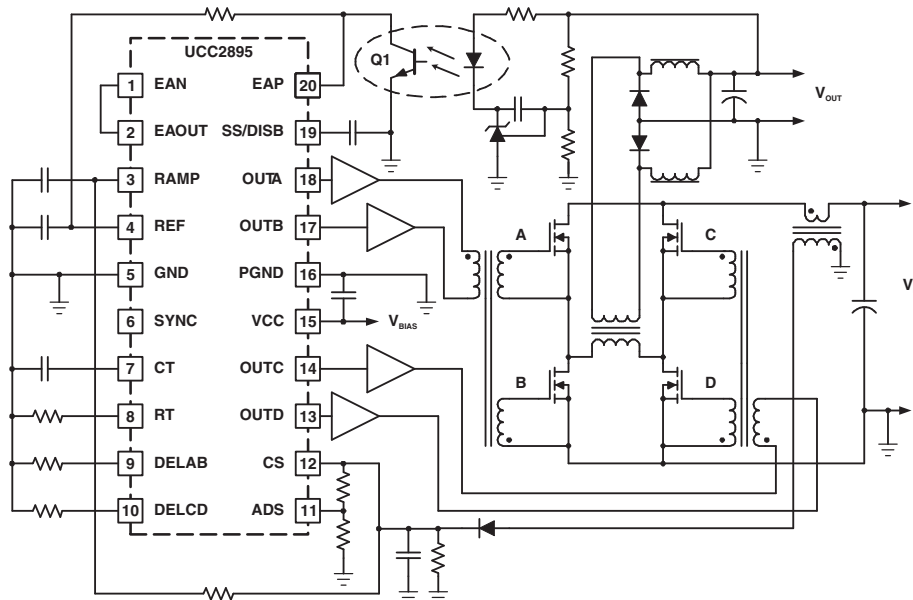 UCC2895
Q1
1 EAN
EAP 20
2 EAOUT
SS/DISB 19
3 RAMP
OUTA 18
4 REF
OUTB 17
5 GND
PGND 16
6 SYNC
VCC 15
7 CT
OUTC 14
8 RT
OUTD 13
9 DELAB
CS 12
10 DELCD
ADS 11
VBIAS
VOUT
A
C
B
D
V